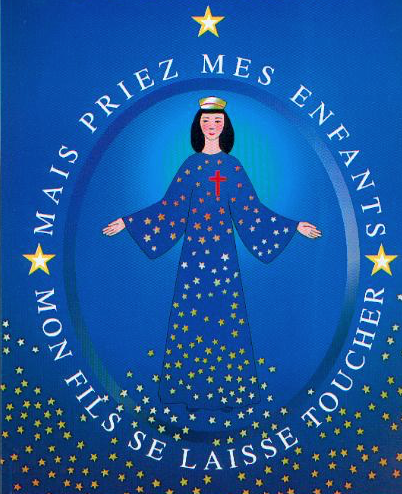 MAIS PRIEZ MES ENFANTS
MON FILS SE LAISSE TOUCHER